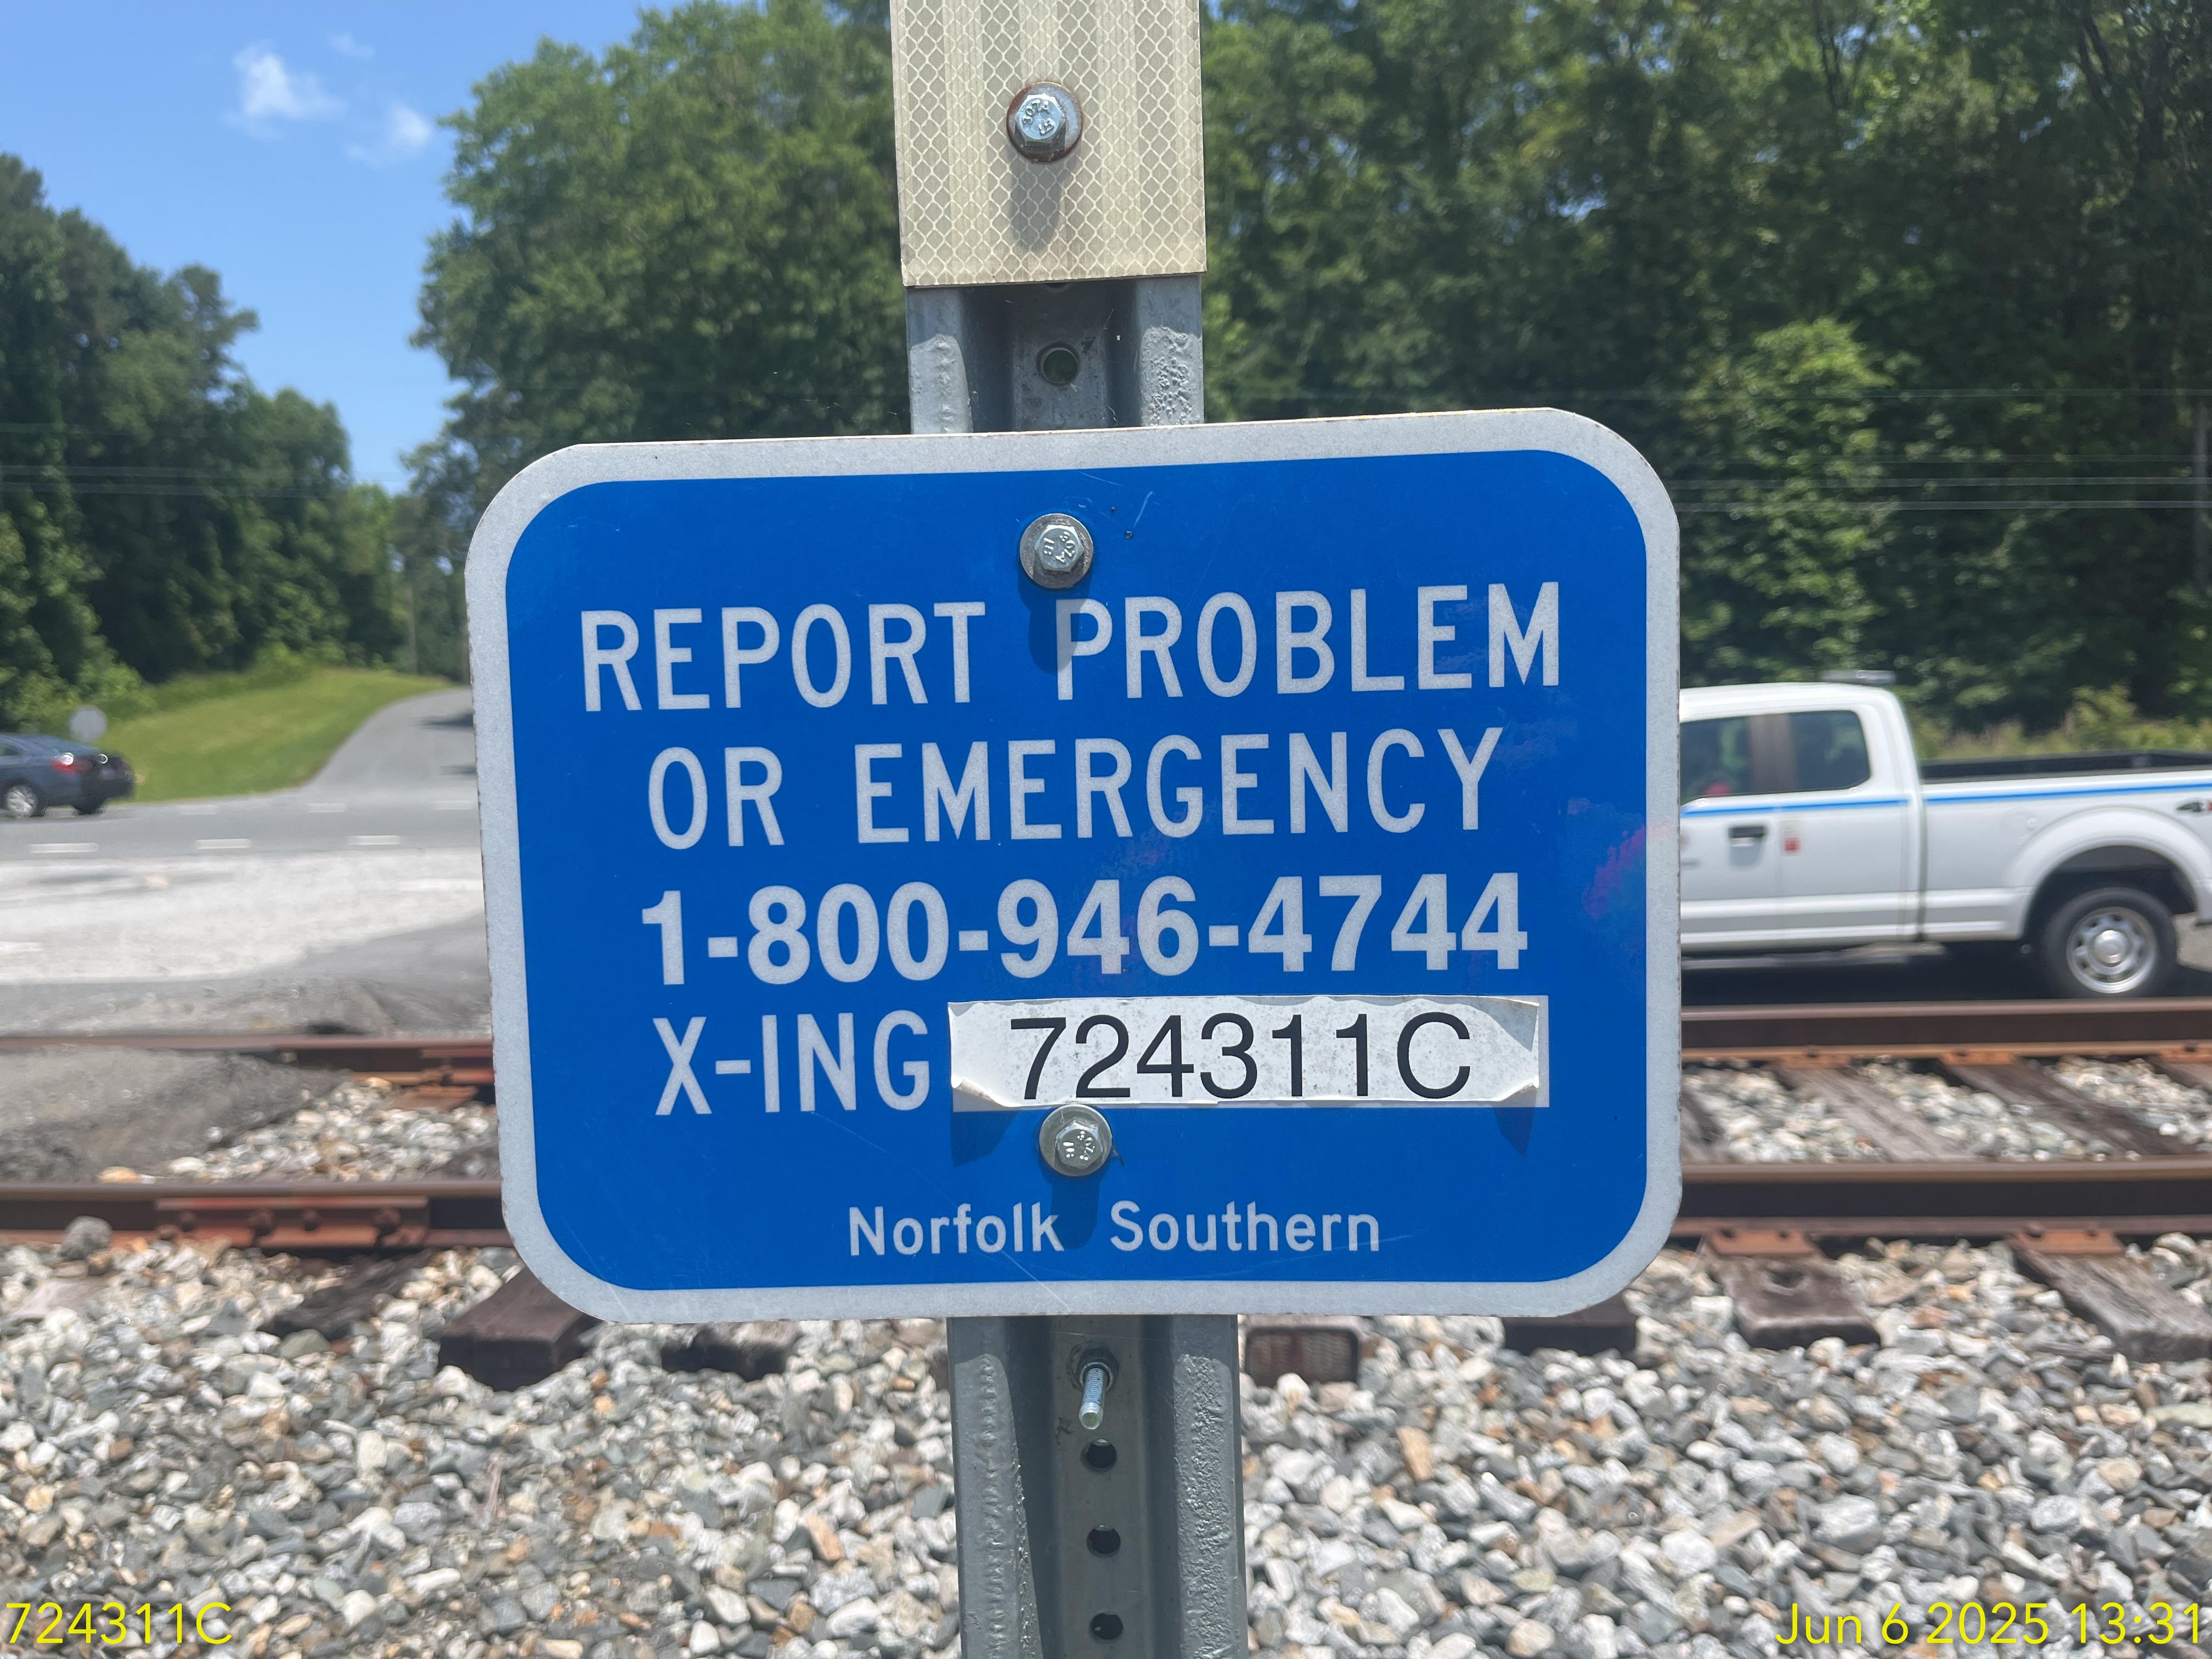 REPORT PROBLEM
OR EMERGENCY
1-800-946-4744
X-ING 724311C
Norfolk Southern
724311C
Jun 6 2025 13:31